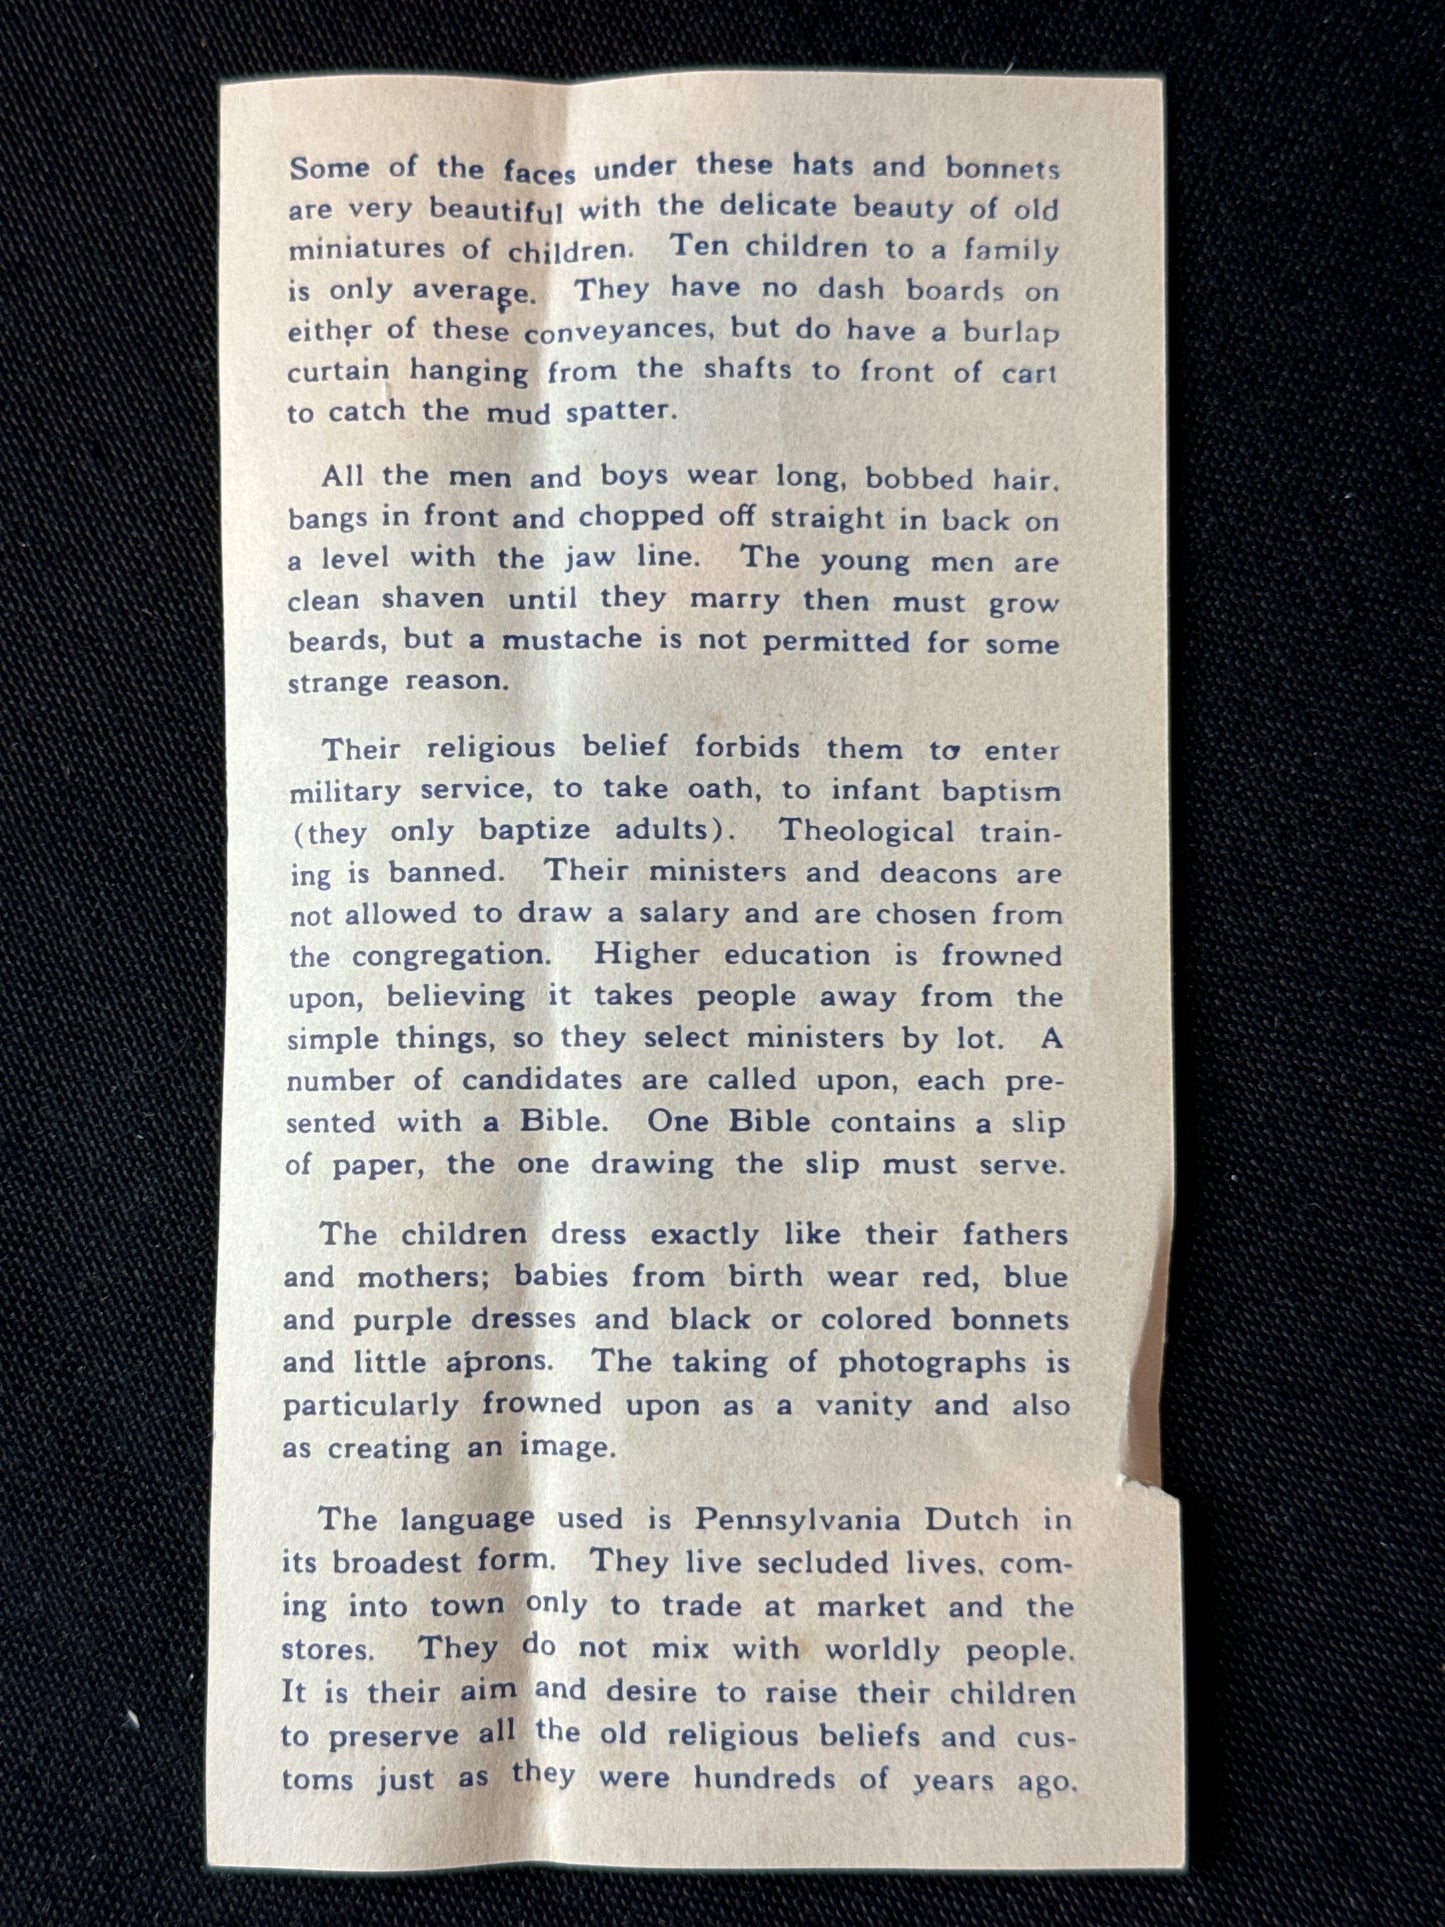 Some of the faces under these hats and bonnets
are very beautiful with the delicate beauty of old
miniatures of children. Ten children to a family
is only average. They have no dash boards on
either of these conveyances, but do have a burlap
curtain hanging from the shafts to front of cart
to catch the mud spatter.
All the men and boys wear long, bobbed hair,
bangs in front and chopped off straight in back on
a level with the jaw line. The young men are
clean shaven until they marry then must grow
beards, but a mustache is not permitted for some
strange reason.
Their religious belief forbids them to enter
military service, to take oath, to infant baptism
(they only baptize adults). Theological train-
ing is banned. Their ministers and deacons are
not allowed to draw a salary and are chosen from
the congregation. Higher education is frowned
upon, believing it takes people away from the
simple things, so they select ministers by lot. A
number of candidates are called upon, each pre-
sented with a Bible. One Bible contains a slip
of paper, the one drawing the slip must serve.
The children dress exactly like their fathers
and mothers; babies from birth wear red, blue
and purple dresses and black or colored bonnets
and little aprons. The taking of photographs is
particularly frowned upon as a vanity and also
as creating an image.
The language used is Pennsylvania Dutch in
its broadest form. They live secluded lives, com-
ing into town only to trade at market and the
stores. They do not mix with worldly people.
It is their aim and desire to raise their children
to preserve all the old religious beliefs and cus-
toms just as they were hundreds of years ago.